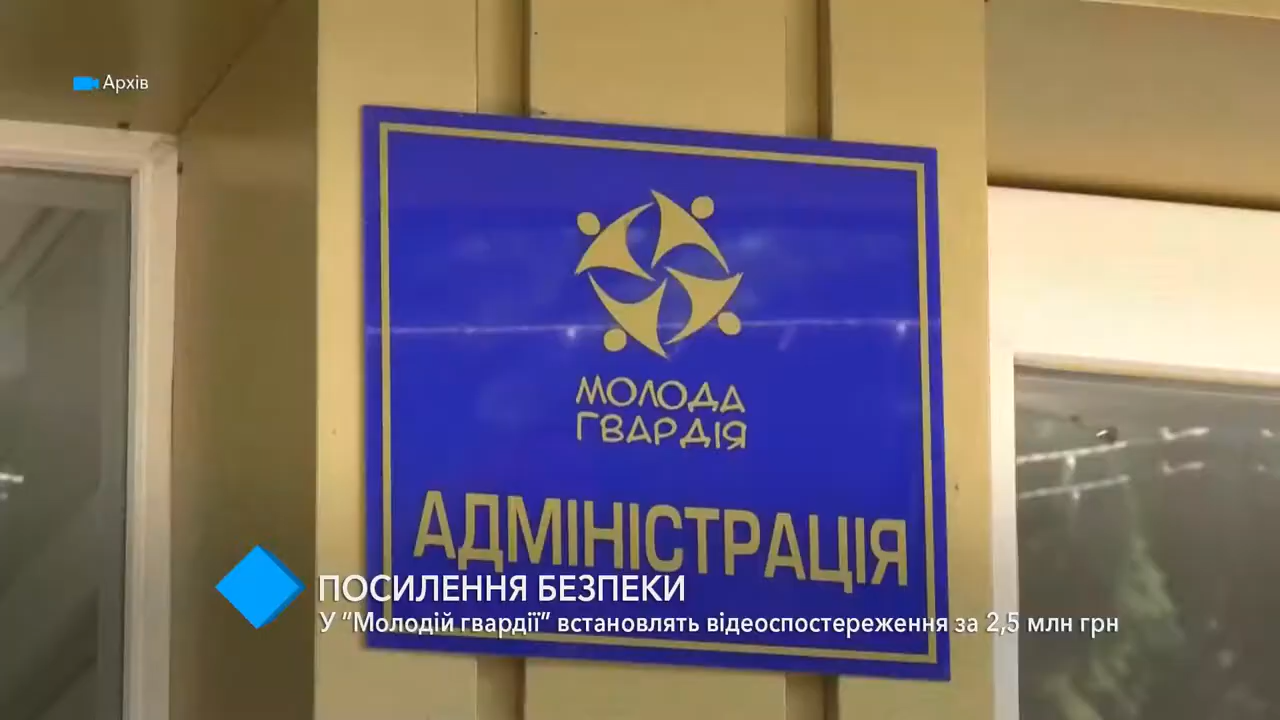 Архів
МОЛОДА
ГВАРДІЯ
АДМІНІСТРАЦІЯ
ПОСИЛЕННЯ БЕЗПЕКИ
У “Молодій гвардії” встановлять відеоспостереження за 2,5 млн грн